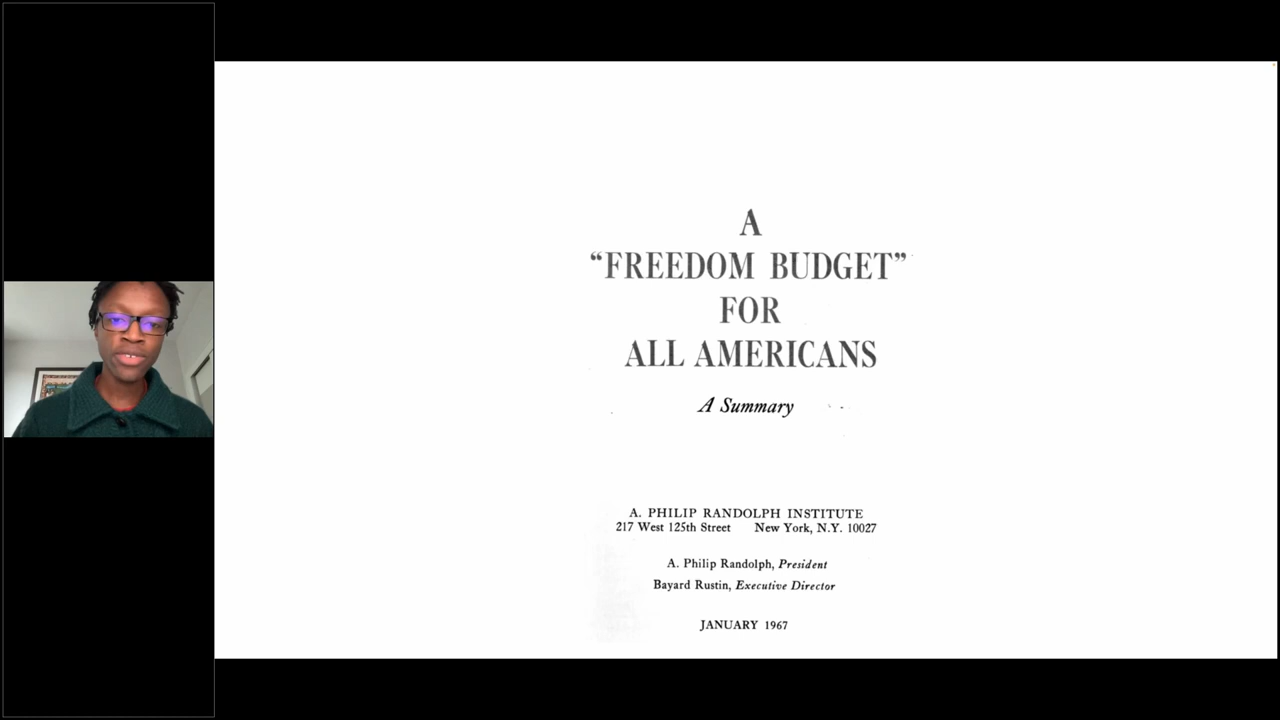 A
“FREEDOM BUDGET”
FOR
ALL AMERICANS
A Summary
A. PHILIP RANDOLPH INSTITUTE
217 West 125th Street New York, N.Y. 10027
A. Philip Randolph, President
Bayard Rustin, Executive Director
JANUARY 1967